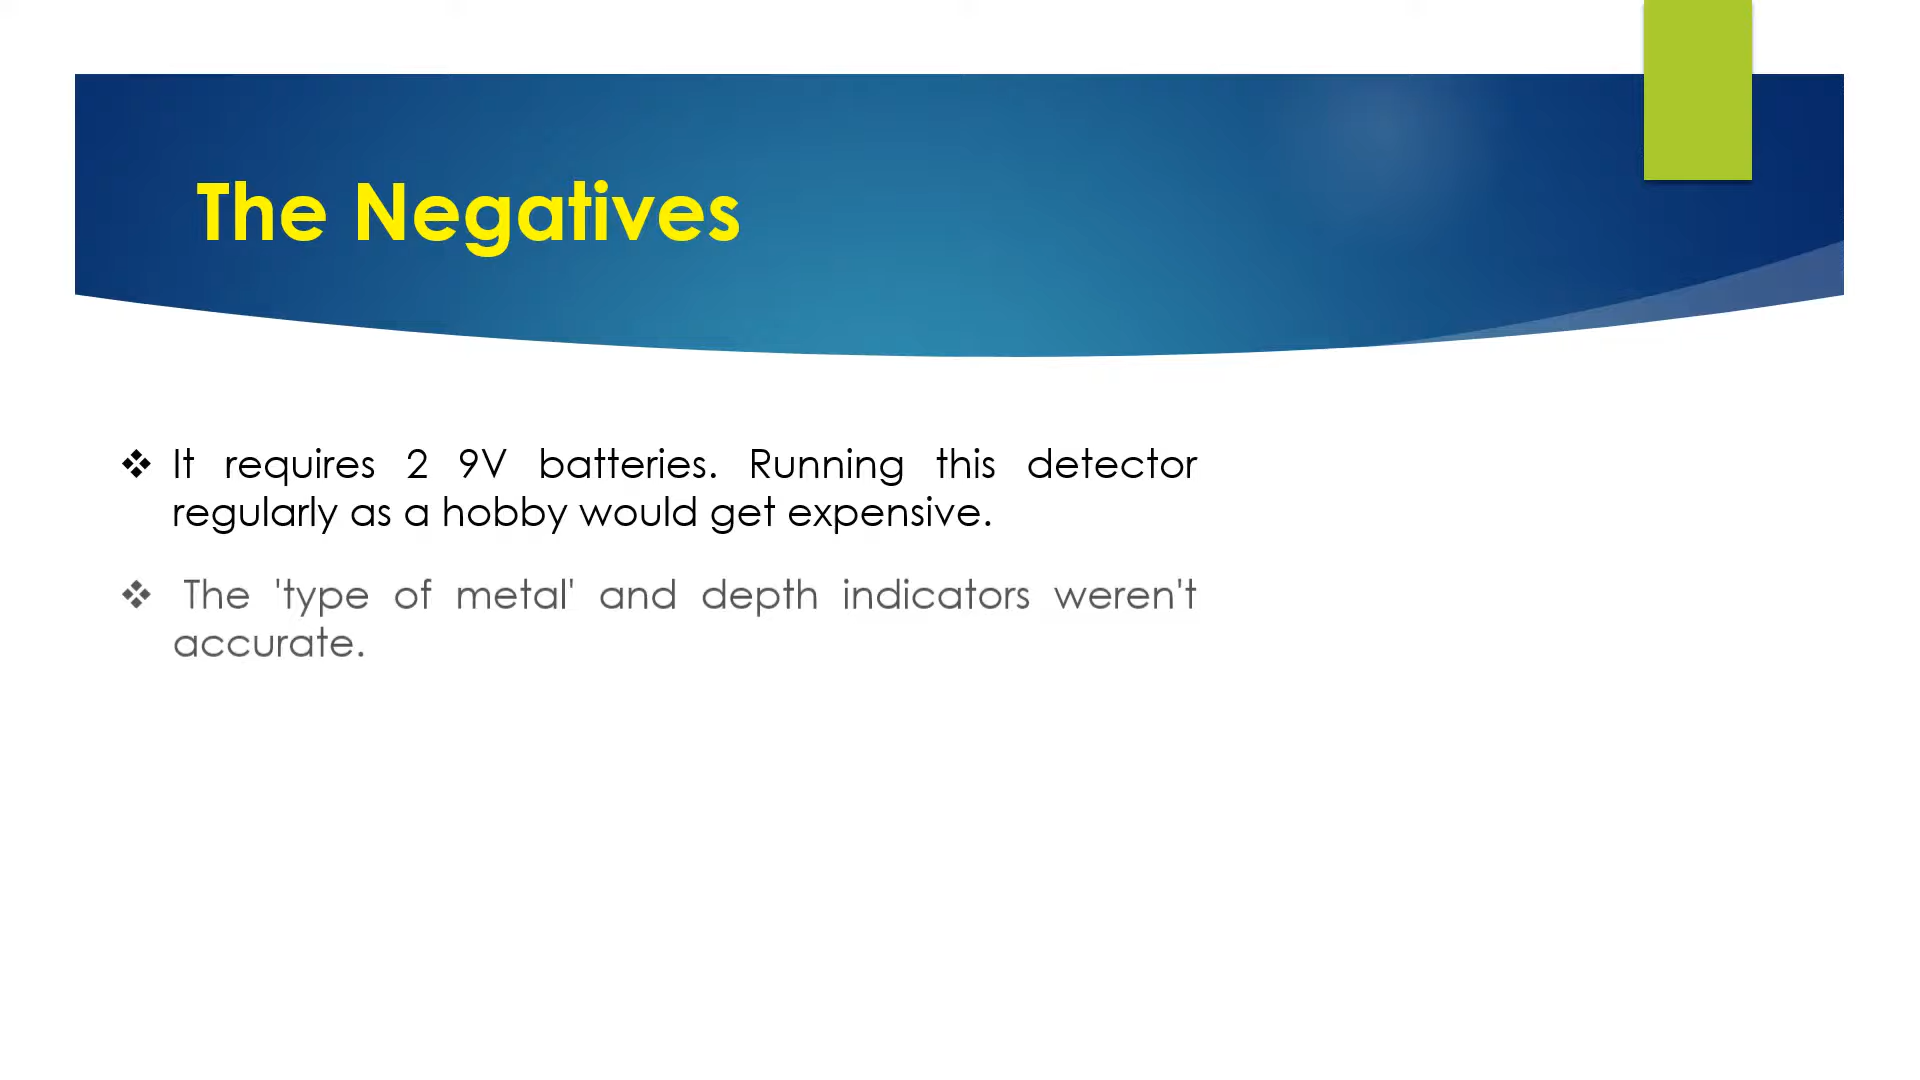 The Negatives
❖ It requires 2 9V batteries. Running this detector
regularly as a hobby would get expensive.
❖ The 'type of metal' and depth indicators weren't
accurate.